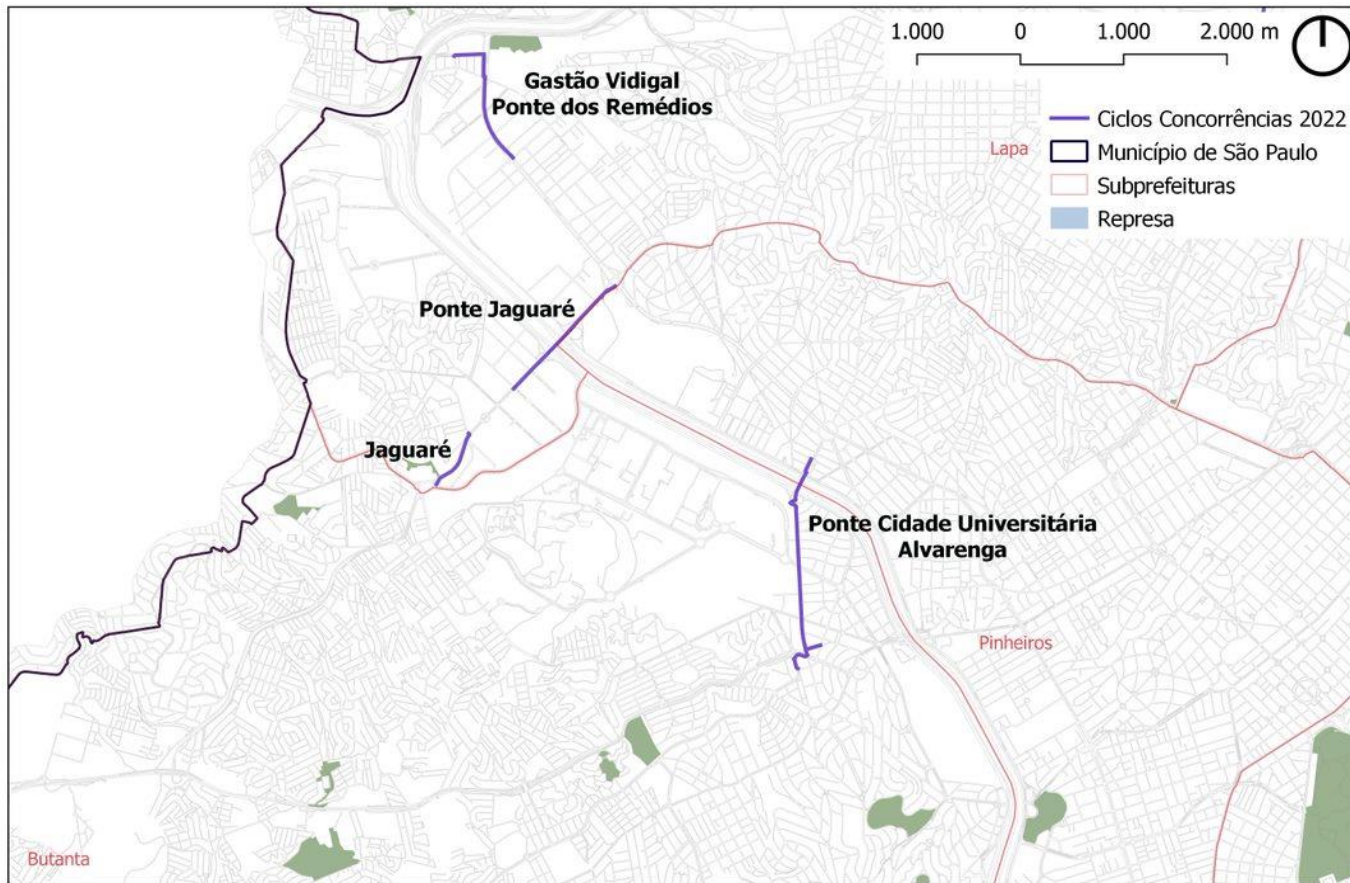 1.000 0 1.000 2.000 m
Gastão Vidigal
Ponte dos Remédios
Ciclos Concorrências 2022
Município de São Paulo
Subprefeituras
Represa
Lapa
Ponte Jaguaré
Jaguaré
Ponte Cidade Universitária
Alvarenga
Pinheiros
Butanta